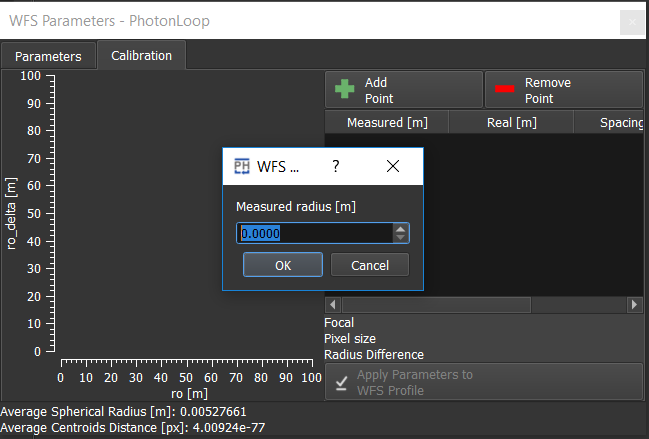 WFS Parameters - PhotonLoop
Parameters
Calibration
Add
Point
Remove
Point
Measured [m]
Real [m]
Spacing
100
90
80
70
60
50
40
30
20
10
0
ro_delta [m]
0 10 20 30 40 50 60 70 80 90 100
ro [m]
PH
WFS ...
?
Measured radius [m]
0.0000
OK
Cancel
Focal
Pixel size
Radius Difference
Apply Parameters to
WFS Profile
Average Spherical Radius [m]: 0.00527661
Average Centroids Distance [px]: 4.00924e-77